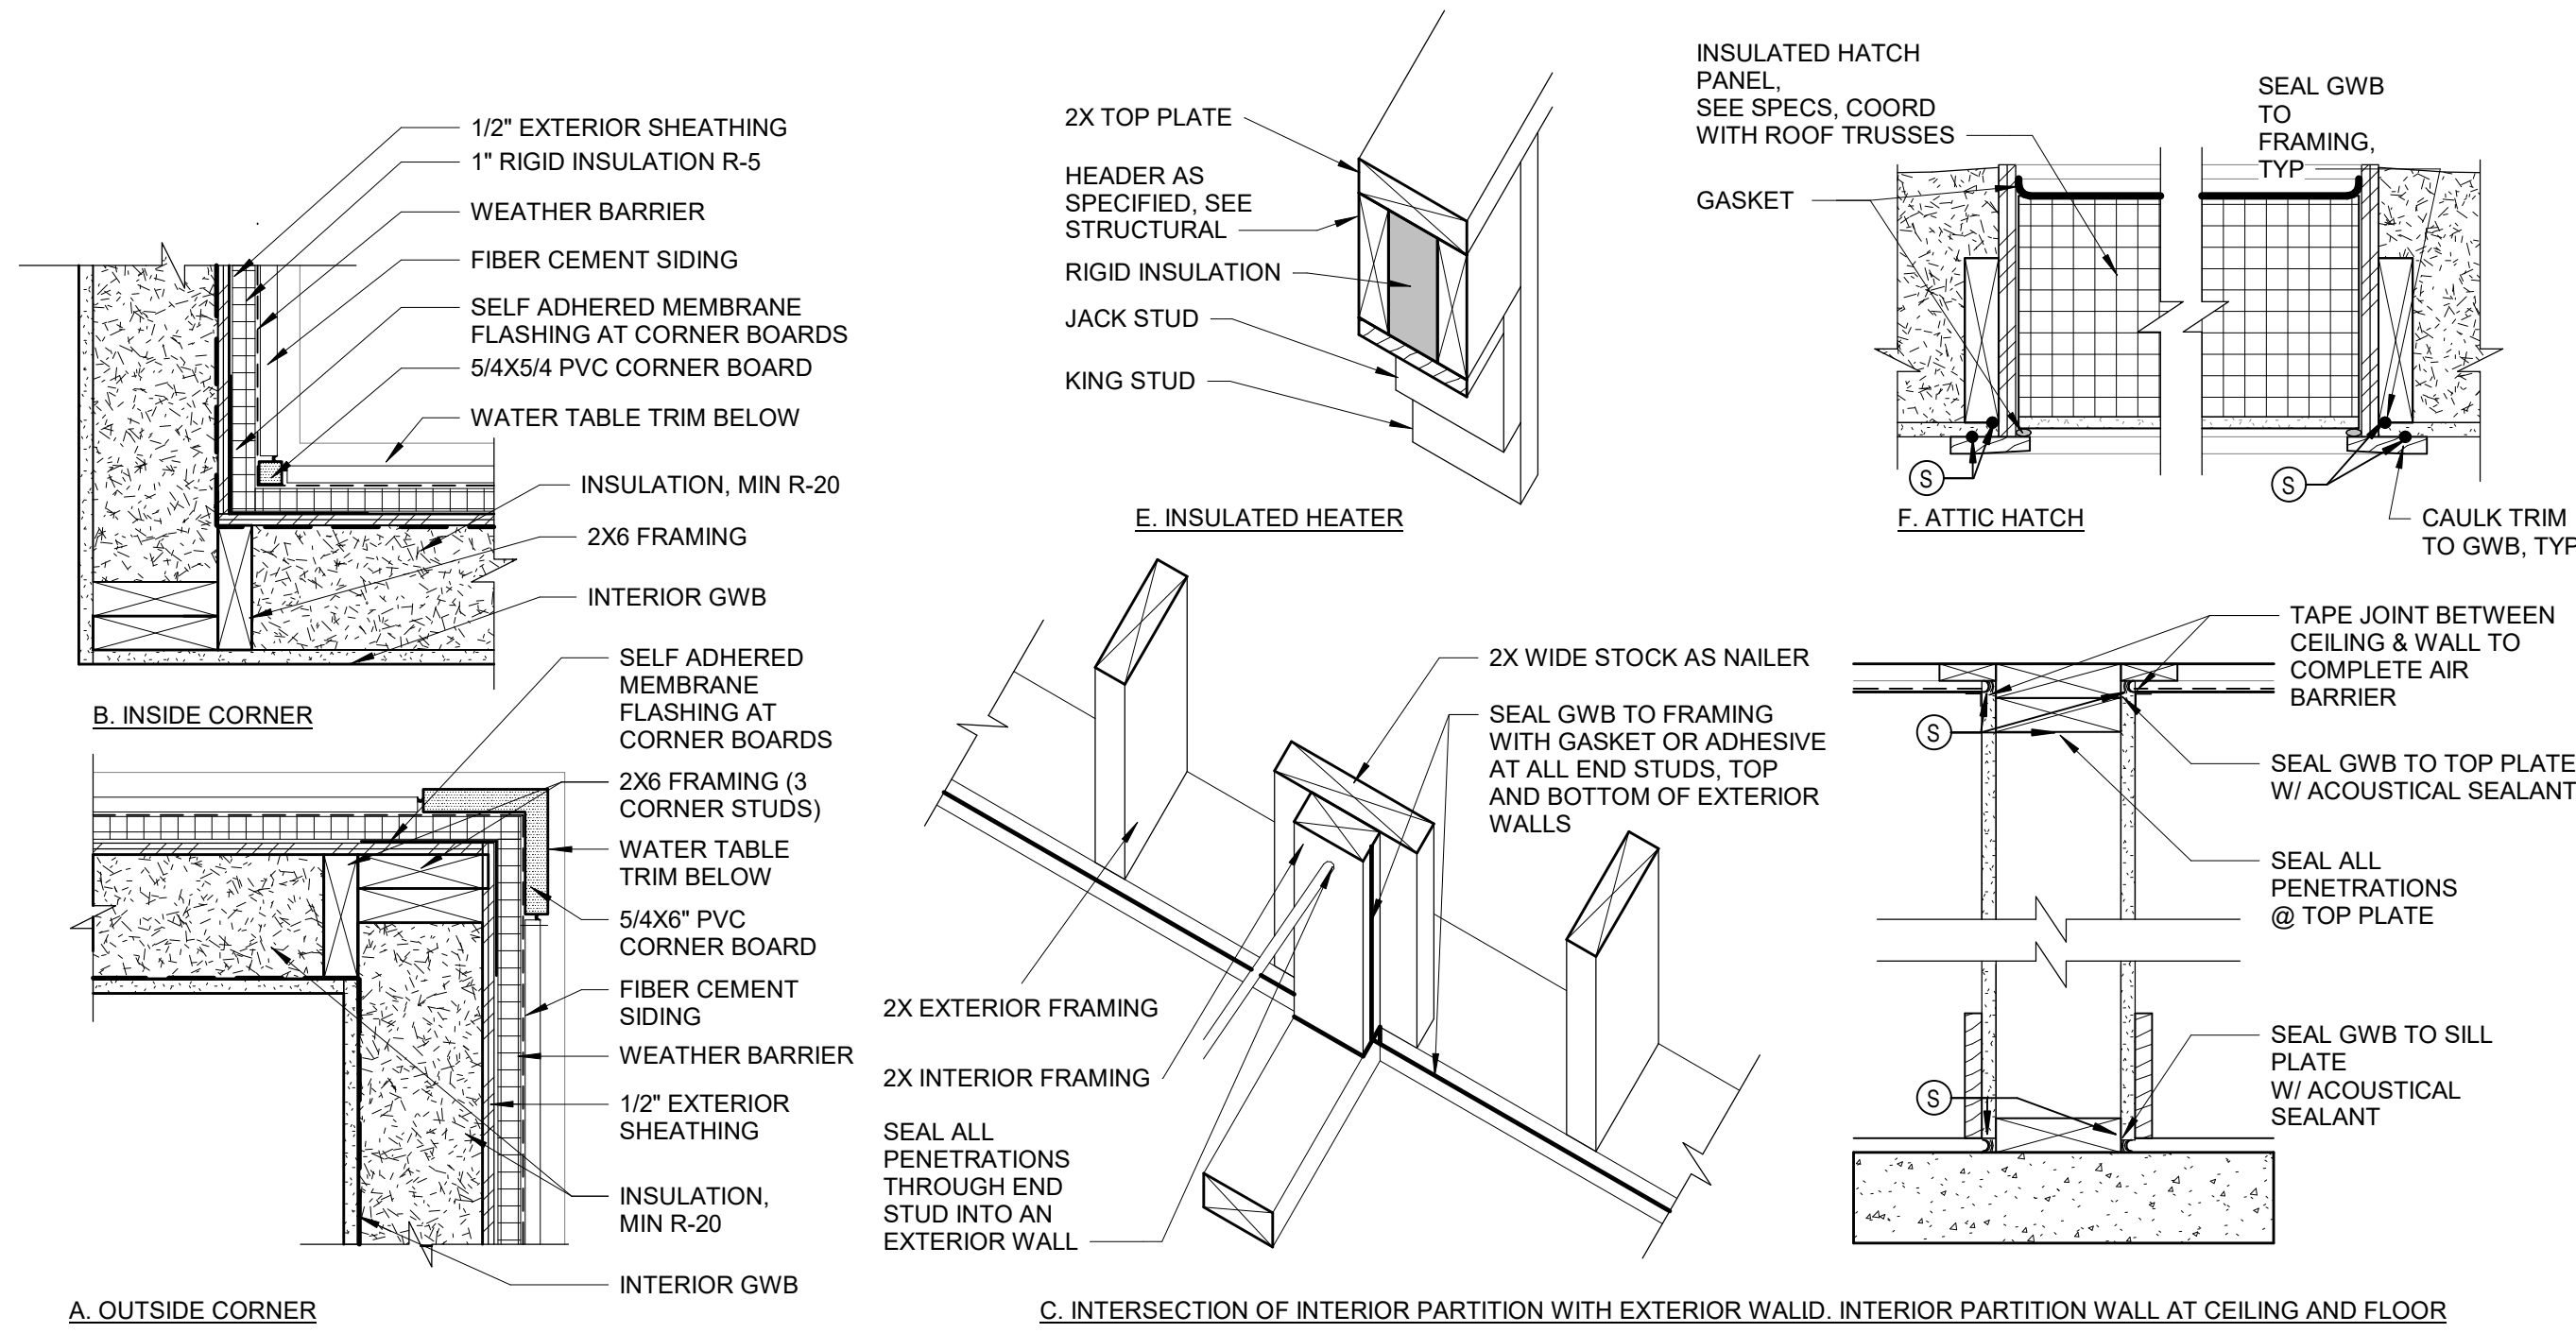 1/2" EXTERIOR SHEATHING
1" RIGID INSULATION R-5
WEATHER BARRIER
FIBER CEMENT SIDING
SELF ADHERED MEMBRANE
FLASHING AT CORNER BOARDS
5/4X5/4 PVC CORNER BOARD
WATER TABLE TRIM BELOW
INSULATION, MIN R-20
2X6 FRAMING
INTERIOR GWB
B. INSIDE CORNER
SELF ADHERED
MEMBRANE
FLASHING AT
CORNER BOARDS
2X6 FRAMING (3
CORNER STUDS)
WATER TABLE
TRIM BELOW
5/4X6" PVC
CORNER BOARD
FIBER CEMENT
SIDING
WEATHER BARRIER
1/2" EXTERIOR
SHEATHING
INSULATION,
MIN R-20
INTERIOR GWB
A. OUTSIDE CORNER
2X TOP PLATE
HEADER AS
SPECIFIED, SEE
STRUCTURAL
RIGID INSULATION
JACK STUD
KING STUD
E. INSULATED HEATER
INSULATED HATCH
PANEL,
SEE SPECS, COORD
WITH ROOF TRUSSES
GASKET
SEAL GWB
TO
FRAMING,
TYP
S
S
CAULK TRIM
TO GWB, TYP
F. ATTIC HATCH
2X WIDE STOCK AS NAILER
SEAL GWB TO FRAMING
WITH GASKET OR ADHESIVE
AT ALL END STUDS, TOP
AND BOTTOM OF EXTERIOR
WALLS
2X EXTERIOR FRAMING
2X INTERIOR FRAMING
SEAL ALL
PENETRATIONS
THROUGH END
STUD INTO AN
EXTERIOR WALL
TAPE JOINT BETWEEN
CEILING & WALL TO
COMPLETE AIR
BARRIER
S
SEAL GWB TO TOP PLATE
W/ ACOUSTICAL SEALANT
SEAL ALL
PENETRATIONS
@ TOP PLATE
SEAL GWB TO SILL
PLATE
W/ ACOUSTICAL
SEALANT
S
C. INTERSECTION OF INTERIOR PARTITION WITH EXTERIOR WALID. INTERIOR PARTITION WALL AT CEILING AND FLOOR